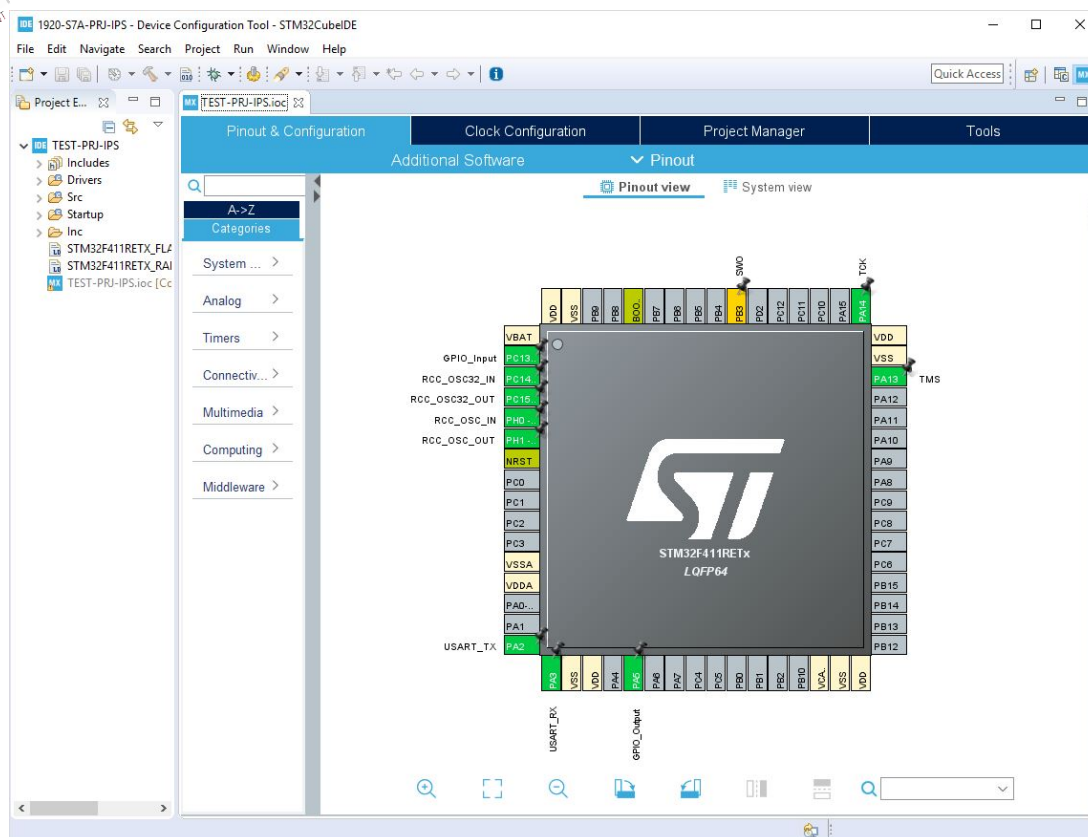 IDE 1920-S7A-PRJ-IPS - Device Configuration Tool - STM32CubeIDE
File Edit Navigate Search Project Run Window Help
Quick Access
Project E...
MX TEST-PRJ-IPS.ioc
Pinout & Configuration Clock Configuration Project Manager Tools
Additional Software Pinout
IDE TEST-PRJ-IPS
Includes
Drivers
Src
Startup
Inc
STM32F411RETX_FLA
STM32F411RETX_RAI
MX TEST-PRJ-IPS.ioc [Cc
A->Z
Categories
System ...
Analog
Timers
Connectiv...
Multimedia
Computing
Middleware
Pinout view System view
SWO TCK
VDD VSS PB9 PB8 BOO.. PB7 PB6 PB5 PB4 PB3 PD2 PC12 PC11 PC10 PA15 PA14
VBAT
GPIO_Input PC13..
RCC_OSC32_IN PC14..
RCC_OSC32_OUT PC15..
RCC_OSC_IN PH0 -..
RCC_OSC_OUT PH1 -..
NRST
PC0
PC1
PC2
PC3
VSSA
VDDA
PA0-..
PA1
USART_TX PA2
VDD
VSS
PA13 TMS
PA12
PA11
PA10
PA9
PA8
PC9
PC8
PC7
PC6
PB15
PB14
PB13
PB12
ST
STM32F411RETx
LQFP64
PA3 VSS VDD PA4 PA5 PA6 PA7 PC4 PC5 PB0 PB1 PB2 PB10 VCA. VSS VDD
USART_RX GPIO_Output